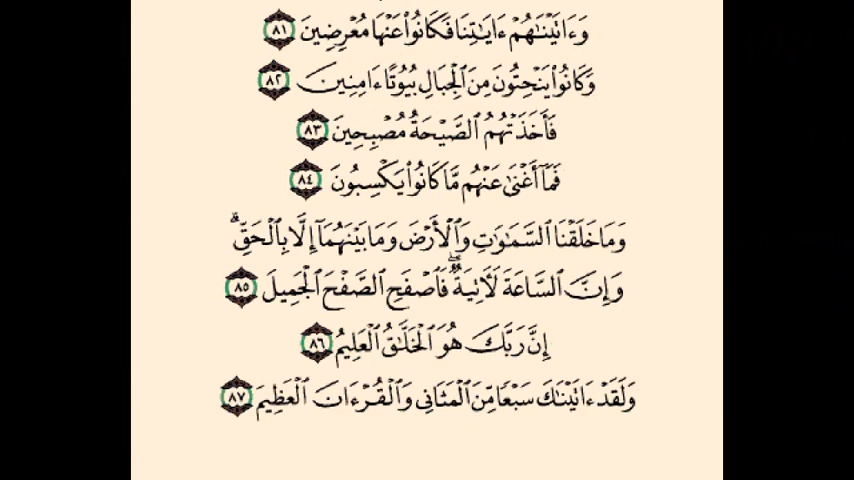 وَءَاتَيْنَٰهُمْ ءَايَٰتِنَا فَكَانُوا۟ عَنْهَا مُعْرِضِينَ ٨١
وَكَانُوا۟ يَنْحِتُونَ مِنَ ٱلْجِبَالِ بُيُوتًا ءَامِنِينَ ٨٢
فَأَخَذَتْهُمُ ٱلصَّيْحَةُ مُصْبِحِينَ ٨٣
فَمَآ أَغْنَىٰ عَنْهُم مَّا كَانُوا۟ يَكْسِبُونَ ٨٤
وَمَا خَلَقْنَا ٱلسَّمَٰوَٰتِ وَٱلْأَرْضَ وَمَا بَيْنَهُمَآ إِلَّا بِٱلْحَقِّ ۗ
وَإِنَّ ٱلسَّاعَةَ لَءَاتِيَةٌ ۖ فَٱصْفَحِ ٱلصَّفْحَ ٱلْجَمِيلَ ٨٥
إِنَّ رَبَّكَ هُوَ ٱلْخَلَّٰقُ ٱلْعَلِيمُ ٨٦
وَلَقَدْ ءَاتَيْنَٰكَ سَبْعًا مِّنَ ٱلْمَثَانِى وَٱلْقُرْءَانَ ٱلْعَظِيمَ ٨٧